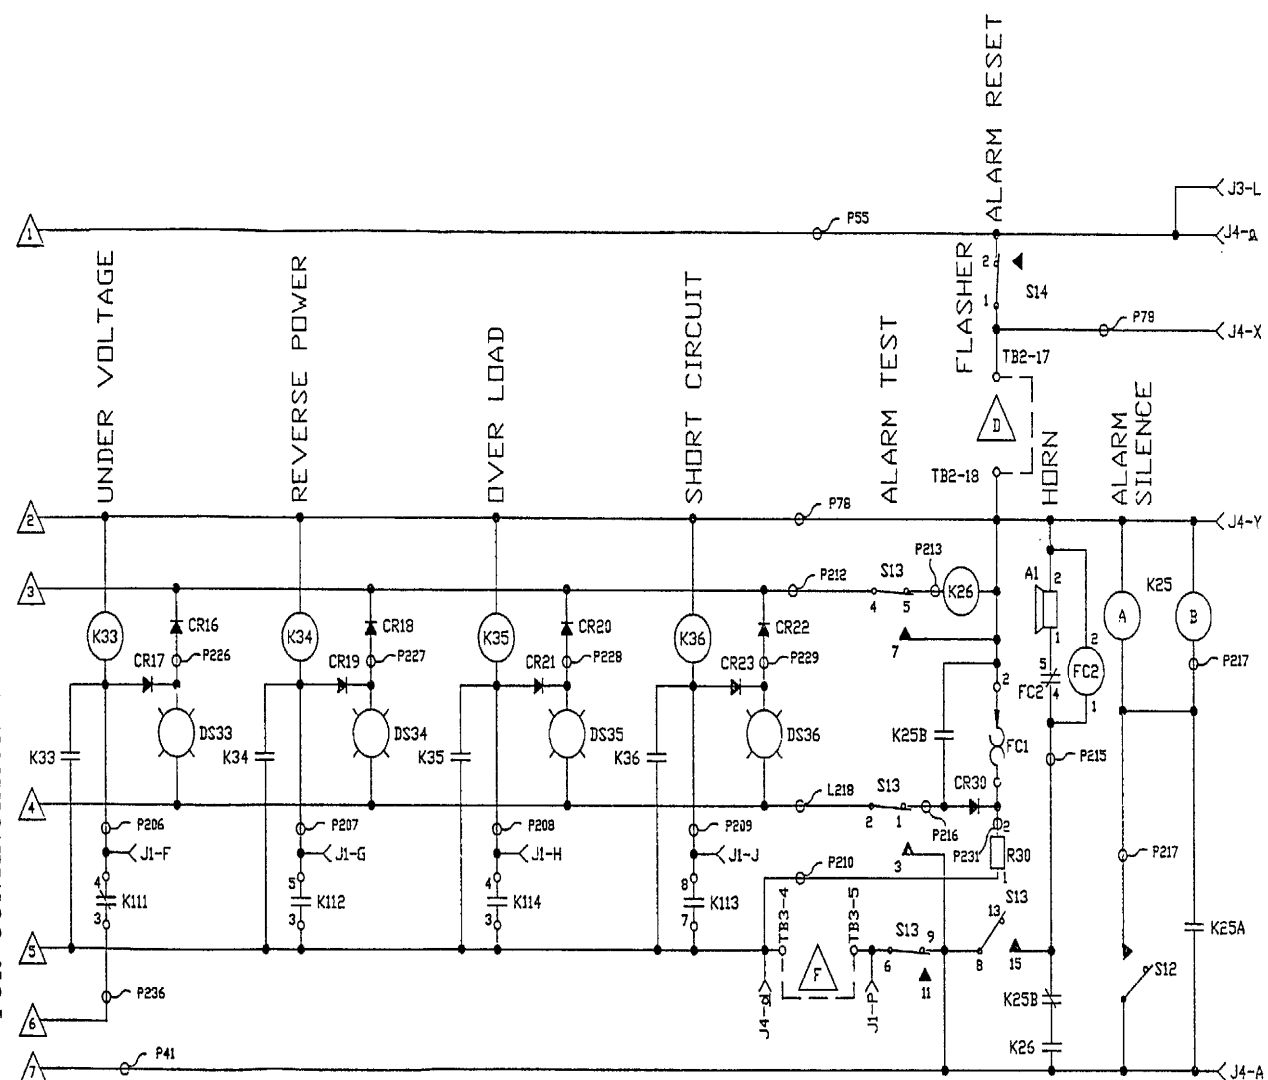 ALARM RESET
J3-L
P55
1
J4-a
UNDER VOLTAGE
REVERSE POWER
OVER LOAD
SHORT CIRCUIT
ALARM TEST
FLASHER
2
S14
1
P79
J4-X
TB2-17
D
TB2-18
HORN
ALARM
SILENCE
2
P78
J4-Y
3
P212
S13
4
5
P213
K26
A1
2
1
K25
A
B
K33
CR16
K34
CR18
K35
CR20
K36
CR22
7
CR17
P226
CR19
P227
CR21
P228
CR23
P229
2
5
FC2
4
2
FC2
1
P217
K33
DS33
K34
DS34
K35
DS35
K36
DS36
K25B
FC1
P215
4
L218
S13
2
1
CR30
P216
P206
P207
P208
P209
P231
2
J1-F
J1-G
J1-H
J1-J
P210
3
R30
1
P217
4
K111
3
5
K112
3
4
K114
3
8
K113
7
TB3-4
TB3-5
S13
13
S13
9
6
8
15
K25A
5
F
11
J4-d
J1-P
S12
P236
K25B
6
K26
P41
7
J4-A